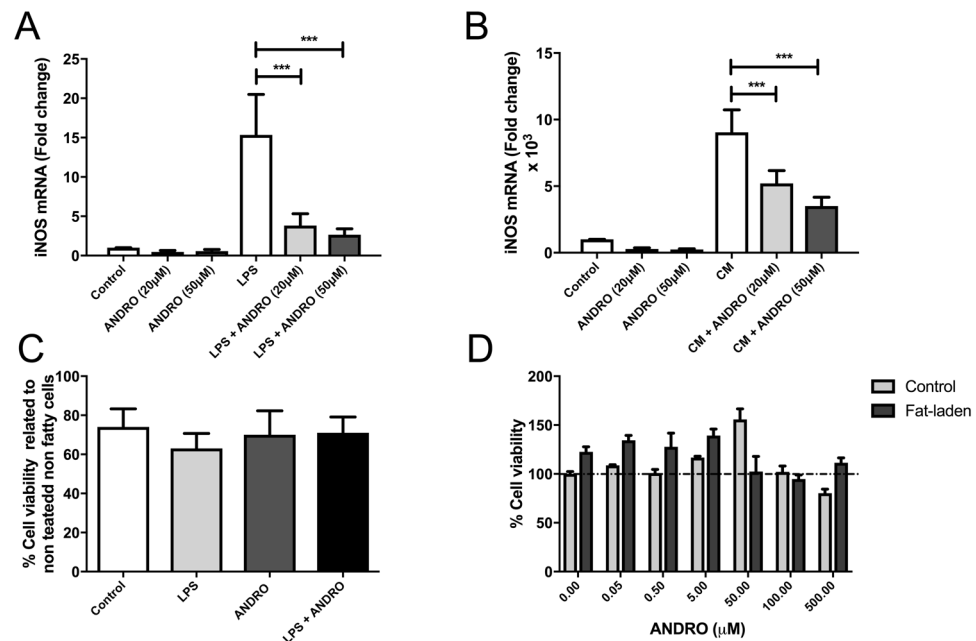 A
iNOS mRNA (Fold change)
25
20
15
10
5
0
***
***
Control
ANDRO (20μM)
ANDRO (50μM)
LPS
LPS + ANDRO (20μM)
LPS + ANDRO (50μM)
B
iNOS mRNA (Fold change)
x 10³
15
10
5
0
***
***
Control
ANDRO (20μM)
ANDRO (50μM)
CM
CM + ANDRO (20μM)
CM + ANDRO (50μM)
C
% Cell viability related to
non teatedd non fatty cells
100
80
60
40
20
0
Control
LPS
ANDRO
LPS + ANDRO
D
% Cell viability
200
150
100
50
0
0.00
0.05
0.50
5.00
50.00
100.00
500.00
ANDRO (μM)
Control
Fat-laden